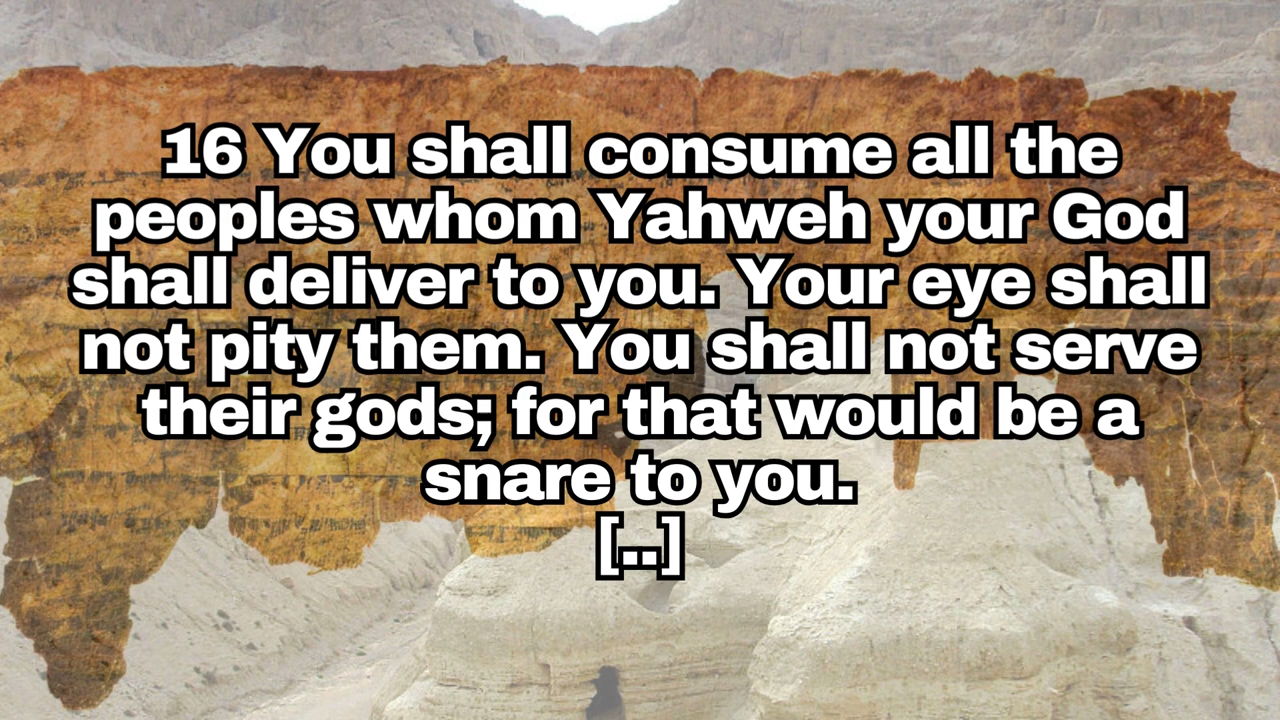 16 You shall consume all the
peoples whom Yahweh your God
shall deliver to you. Your eye shall
not pity them. You shall not serve
their gods; for that would be a
snare to you.
[..]